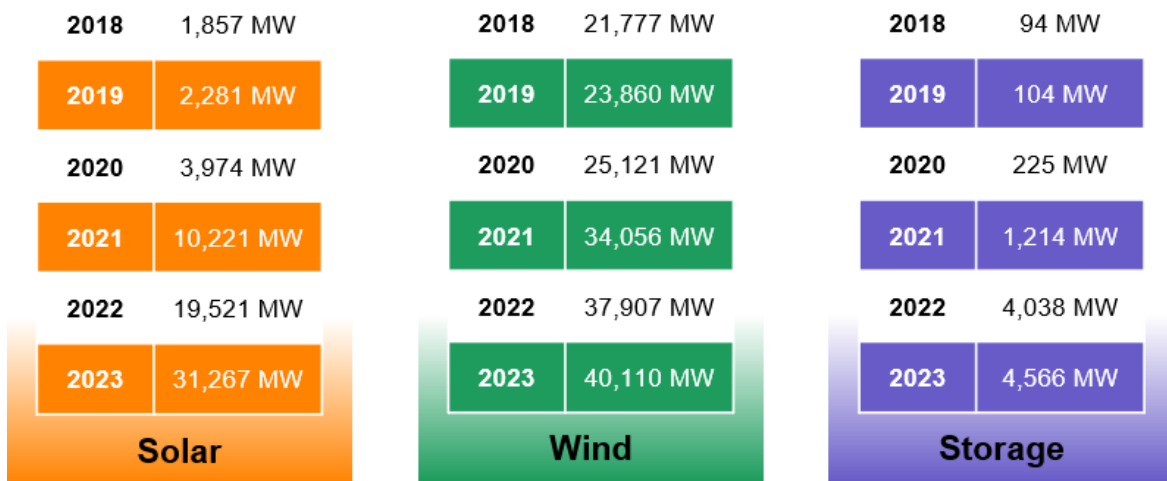 2018 1,857 MW
2019 2,281 MW
2020 3,974 MW
2021 10,221 MW
2022 19,521 MW
2023 31,267 MW
Solar
2018 21,777 MW
2019 23,860 MW
2020 25,121 MW
2021 34,056 MW
2022 37,907 MW
2023 40,110 MW
Wind
2018 94 MW
2019 104 MW
2020 225 MW
2021 1,214 MW
2022 4,038 MW
2023 4,566 MW
Storage